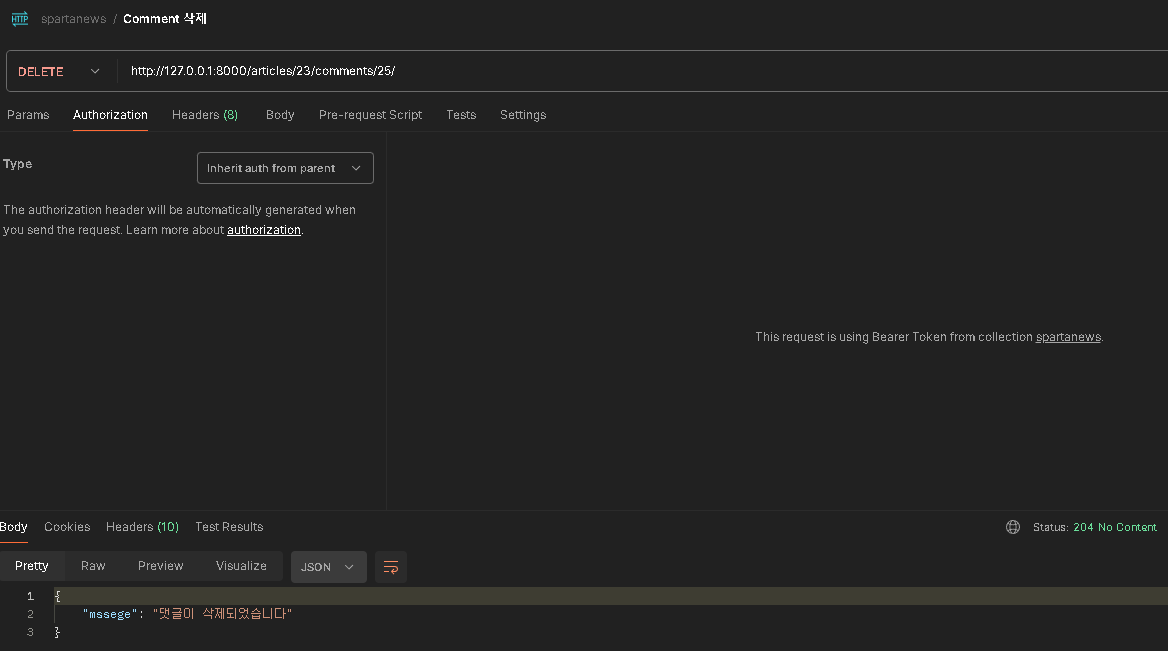 HTTP spartanews / Comment 삭제
DELETE http://127.0.0.1:8000/articles/23/comments/25/
Params Authorization Headers (8) Body Pre-request Script Tests Settings
Type Inherit auth from parent
The authorization header will be automatically generated when
you send the request. Learn more about authorization.
This request is using Bearer Token from collection spartanews.
Body Cookies Headers (10) Test Results Status: 204 No Content
Pretty Raw Preview Visualize JSON
1 {
2 "mssege": "댓글이 삭제되었습니다"
3 }